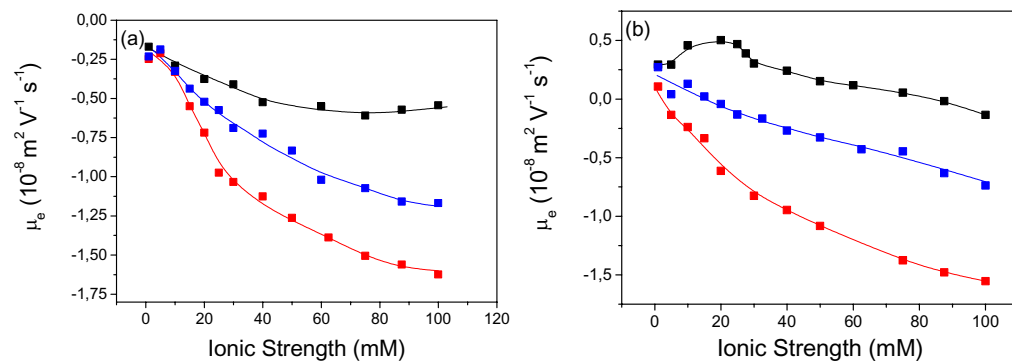 (a)
0,00
-0,25
-0,50
-0,75
-1,00
-1,25
-1,50
-1,75
μe (10-8 m2 V-1 s-1)
0 20 40 60 80 100 120
Ionic Strength (mM)
(b)
0,5
0,0
-0,5
-1,0
-1,5
μe (10-8 m2 V-1 s-1)
0 20 40 60 80 100
Ionic Strength (mM)